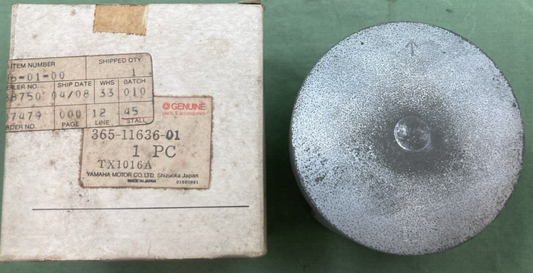 ITEM NUMBER SHIPPED QTY.
-01-00 1
SHIP DATE WHS BATCH
8750 04/08 33 010
7479 000 12 45
ORDER NO. PAGE LINE STALL
GENUINE
parts & accessories
365-11636-01
1 PC
TX1016A
YAMAHA MOTOR CO., LTD. Shizuoka Japan
MADE IN JAPAN